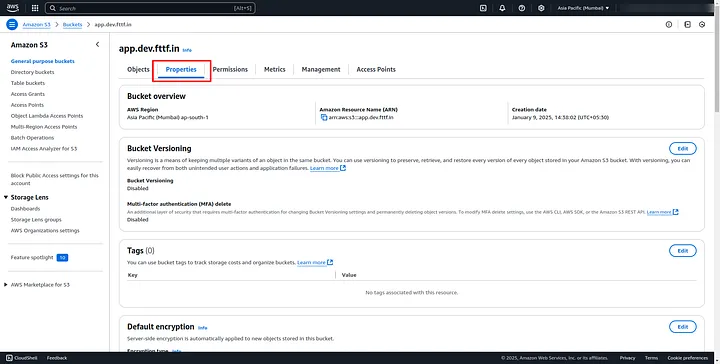 aws
Search
[Alt+S]
Asia Pacific (Mumbai)
Amazon S3 > Buckets > app.dev.fttf.in
Amazon S3
General purpose buckets
Directory buckets
Table buckets
Access Grants
Access Points
Object Lambda Access Points
Multi-Region Access Points
Batch Operations
IAM Access Analyzer for S3
Block Public Access settings for this
account
Storage Lens
Dashboards
Storage Lens groups
AWS Organizations settings
Feature spotlight 10
AWS Marketplace for S3
app.dev.fttf.in Info
Objects Properties Permissions Metrics Management Access Points
Bucket overview
AWS Region
Asia Pacific (Mumbai) ap-south-1
Amazon Resource Name (ARN)
arn:aws:s3:::app.dev.fttf.in
Creation date
January 9, 2025, 14:38:02 (UTC+05:30)
Bucket Versioning
Edit
Versioning is a means of keeping multiple variants of an object in the same bucket. You can use versioning to preserve, retrieve, and restore every version of every object stored in your Amazon S3 bucket. With versioning, you can
easily recover from both unintended user actions and application failures. Learn more
Bucket Versioning
Disabled
Multi-factor authentication (MFA) delete
An additional layer of security that requires multi-factor authentication for changing Bucket Versioning settings and permanently deleting object versions. To modify MFA delete settings, use the AWS CLI, AWS SDK, or the Amazon S3 REST API. Learn more
Disabled
Tags (0)
Edit
You can use bucket tags to track storage costs and organize buckets. Learn more
Key Value
No tags associated with this resource.
Default encryption Info
Edit
Server-side encryption is automatically applied to new objects stored in this bucket.
Encryption type Info
CloudShell Feedback
© 2025, Amazon Web Services, Inc. or its affiliates. Privacy Terms Cookie preferences